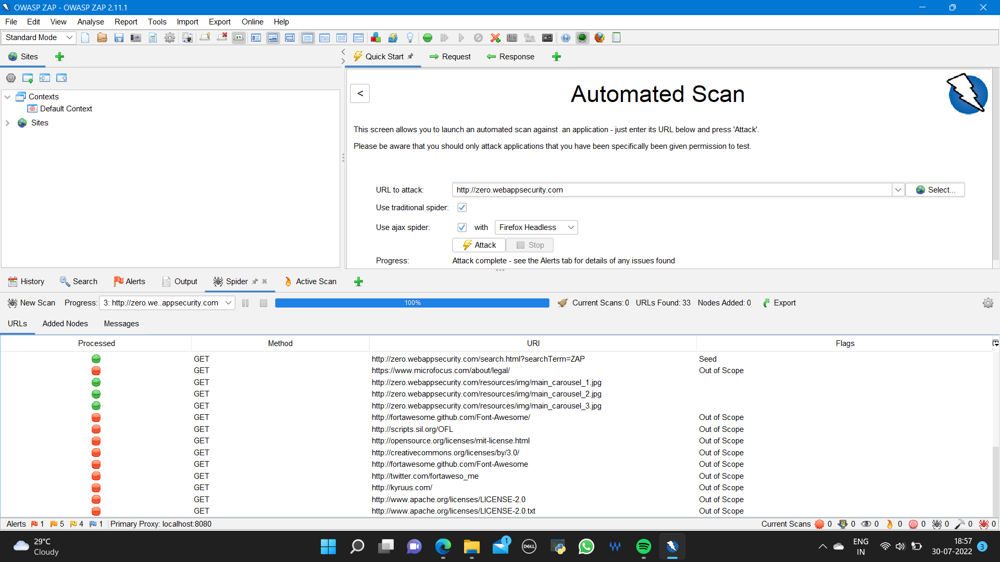 OWASP ZAP - OWASP ZAP 2.11.1
File Edit View Analyse Report Tools Import Export Online Help
Standard Mode
Sites
Quick Start Request Response
Contexts
Default Context
Sites
<
Automated Scan
This screen allows you to launch an automated scan against  an application - just enter its URL below and press 'Attack'.
Please be aware that you should only attack applications that you have been specifically been given permission to test.
URL to attack: http://zero.webappsecurity.com Select...
Use traditional spider:
Use ajax spider: with Firefox Headless
Attack Stop
Progress: Attack complete - see the Alerts tab for details of any issues found
History Search Alerts Output Spider Active Scan
New Scan Progress: 3: http://zero.we..appsecurity.com 100% Current Scans: 0 URLs Found: 33 Nodes Added: 0 Export
URLs Added Nodes Messages
Processed Method URI Flags
GET http://zero.webappsecurity.com/search.html?searchTerm=ZAP Seed
GET https://www.microfocus.com/about/legal/ Out of Scope
GET http://zero.webappsecurity.com/resources/img/main_carousel_1.jpg
GET http://zero.webappsecurity.com/resources/img/main_carousel_2.jpg
GET http://zero.webappsecurity.com/resources/img/main_carousel_3.jpg
GET http://fortawesome.github.com/Font-Awesome/ Out of Scope
GET http://scripts.sil.org/OFL Out of Scope
GET http://opensource.org/licenses/mit-license.html Out of Scope
GET http://creativecommons.org/licenses/by/3.0/ Out of Scope
GET http://fortawesome.github.com/Font-Awesome Out of Scope
GET http://twitter.com/fortaweso_me Out of Scope
GET http://kyruus.com/ Out of Scope
GET http://www.apache.org/licenses/LICENSE-2.0 Out of Scope
GET http://www.apache.org/licenses/LICENSE-2.0.txt Out of Scope
Alerts 1 5 4 1 Primary Proxy: localhost:8080 Current Scans 0 0 0 0 0 0 0 0
29°C
Cloudy
1
DELL
ENG
IN
18:57
30-07-2022
3